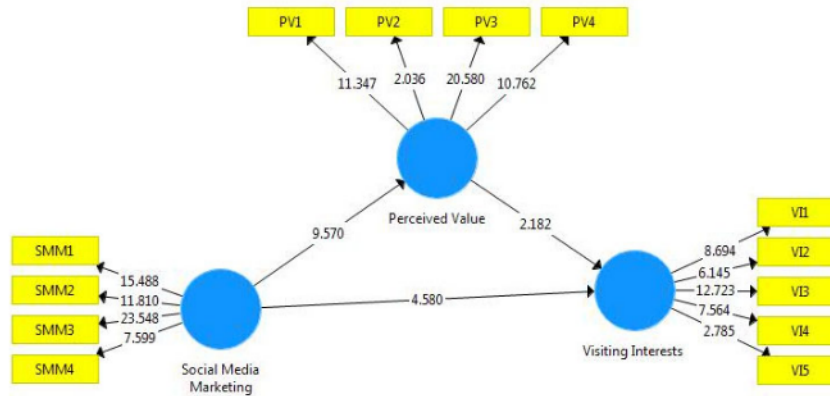 PV1 PV2 PV3 PV4
11.347 2.036 20.580 10.762
Perceived Value
9.570
2.182
4.580
SMM1
SMM2
SMM3
SMM4
15.488
11.810
23.548
7.599
Social Media
Marketing
8.694
6.145
12.723
7.564
2.785
VI1
VI2
VI3
VI4
VI5
Visiting Interests